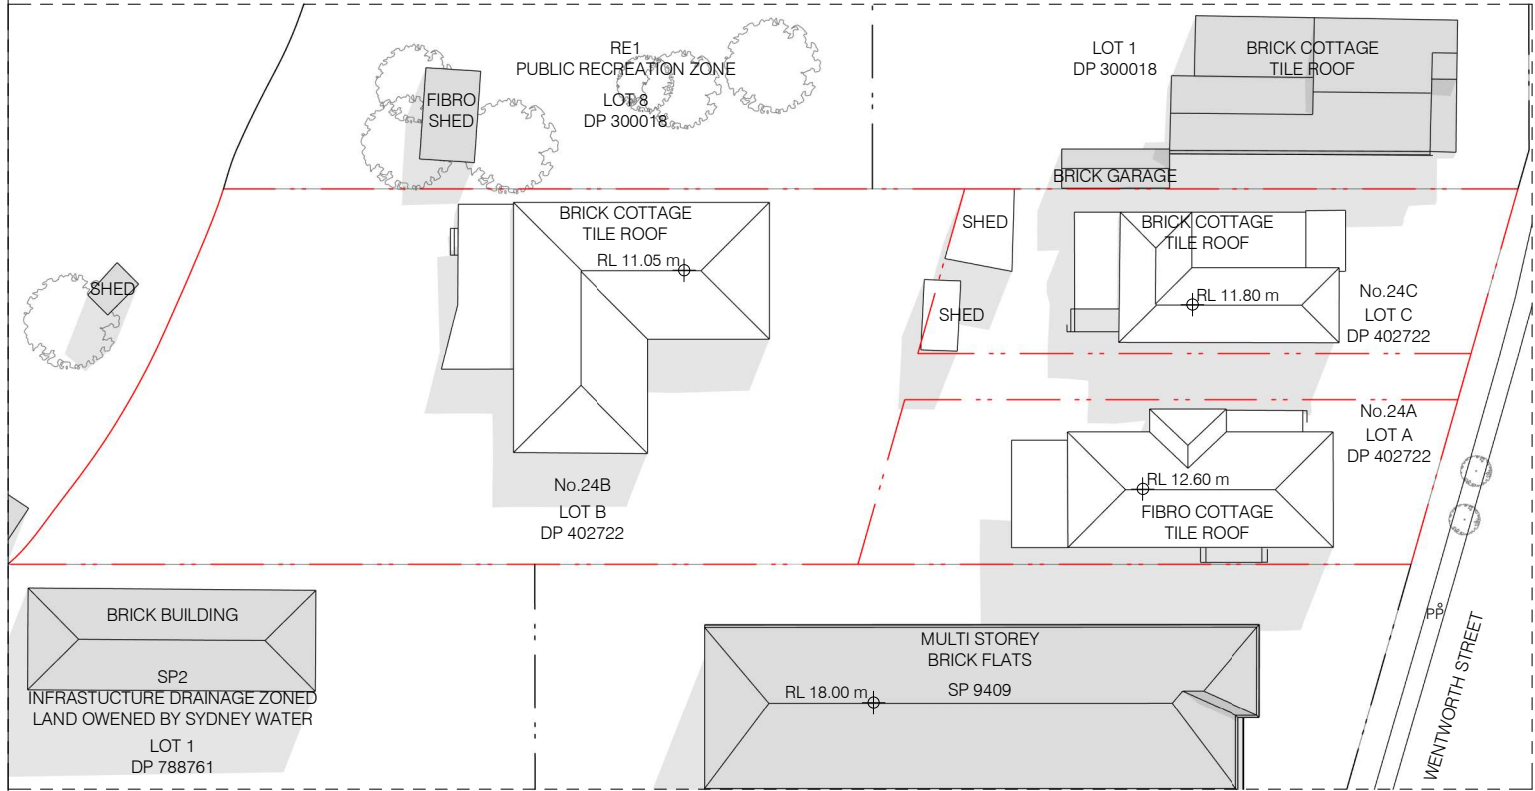 RE1
PUBLIC RECREATION ZONE
LOT 8
DP 300018
FIBRO
SHED
LOT 1
DP 300018
BRICK COTTAGE
TILE ROOF
BRICK GARAGE
BRICK COTTAGE
TILE ROOF
RL 11.05 m
SHED
SHED
SHED
BRICK COTTAGE
TILE ROOF
RL 11.80 m
No.24C
LOT C
DP 402722
No.24A
LOT A
DP 402722
RL 12.60 m
FIBRO COTTAGE
TILE ROOF
No.24B
LOT B
DP 402722
BRICK BUILDING
SP2
INFRASTUCTURE DRAINAGE ZONED
LAND OWENED BY SYDNEY WATER
LOT 1
DP 788761
MULTI STOREY
BRICK FLATS
SP 9409
RL 18.00 m
PP
WENTWORTH STREET